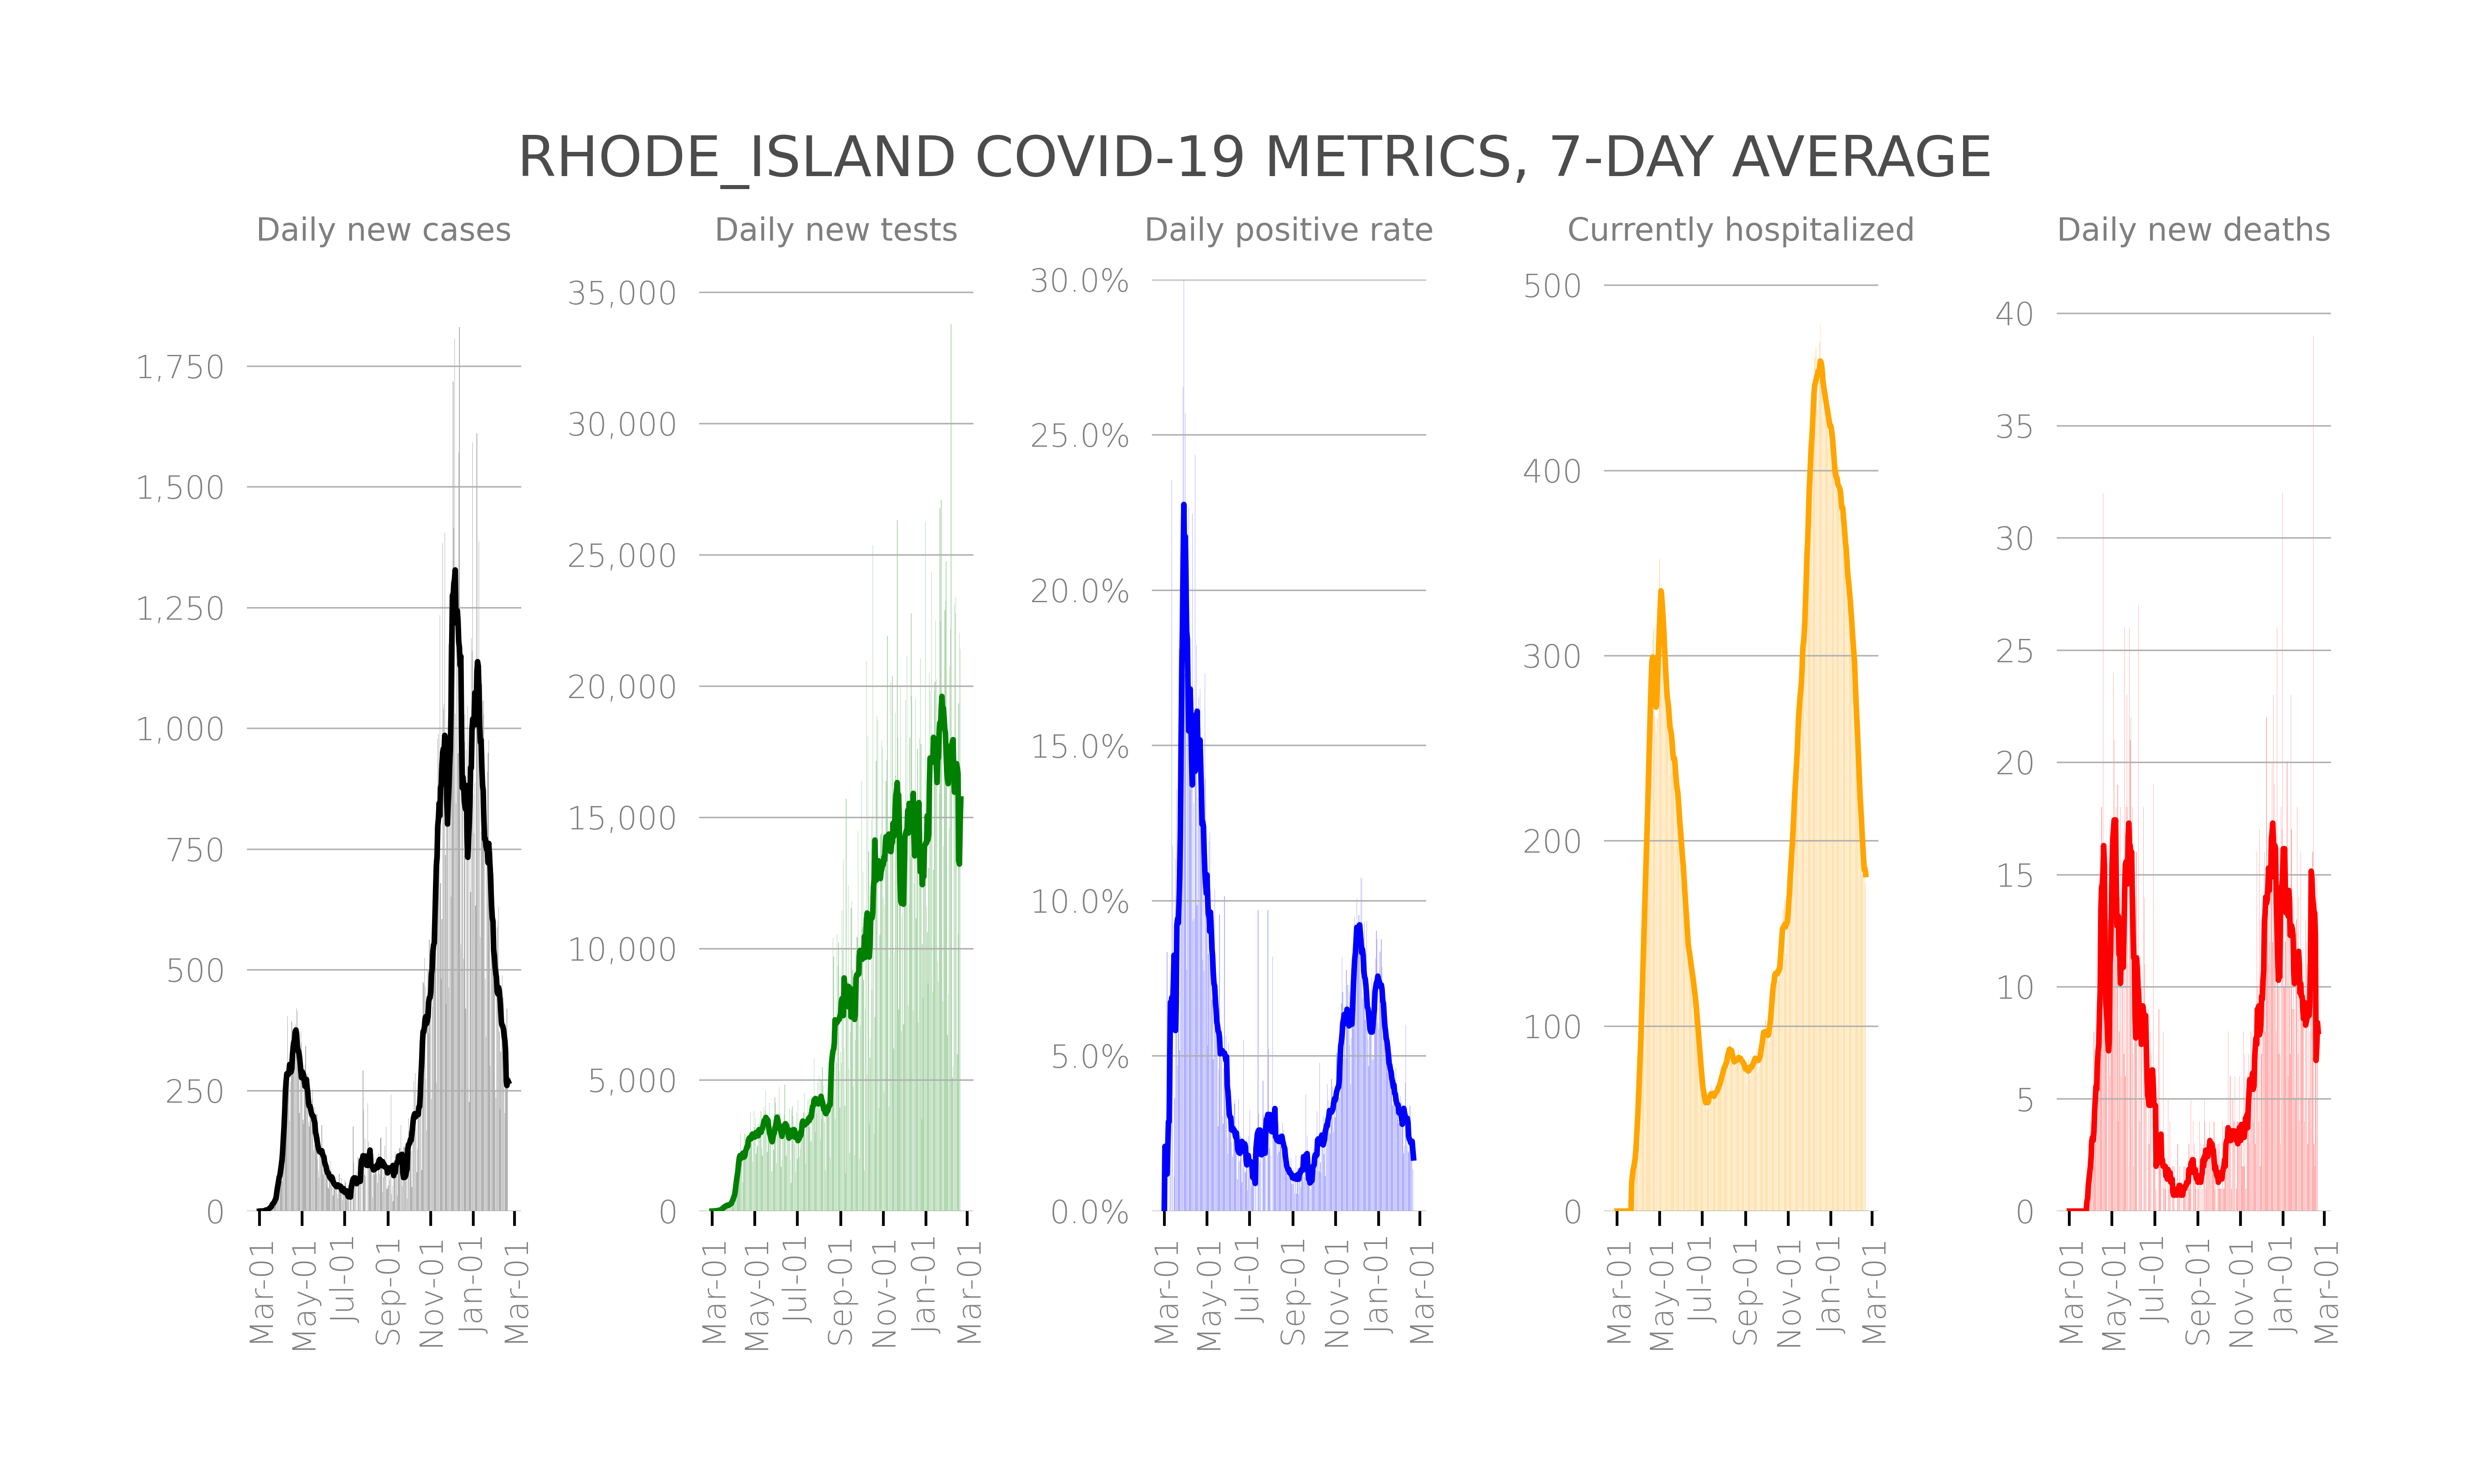 RHODE_ISLAND COVID-19 METRICS, 7-DAY AVERAGE
Daily new cases
1,750
1,500
1,250
1,000
750
500
250
0
Mar-01
May-01
Jul-01
Sep-01
Nov-01
Jan-01
Mar-01
Daily new tests
35,000
30,000
25,000
20,000
15,000
10,000
5,000
0
Mar-01
May-01
Jul-01
Sep-01
Nov-01
Jan-01
Mar-01
Daily positive rate
30.0%
25.0%
20.0%
15.0%
10.0%
5.0%
0.0%
Mar-01
May-01
Jul-01
Sep-01
Nov-01
Jan-01
Mar-01
Currently hospitalized
500
400
300
200
100
0
Mar-01
May-01
Jul-01
Sep-01
Nov-01
Jan-01
Mar-01
Daily new deaths
40
35
30
25
20
15
10
5
0
Mar-01
May-01
Jul-01
Sep-01
Nov-01
Jan-01
Mar-01